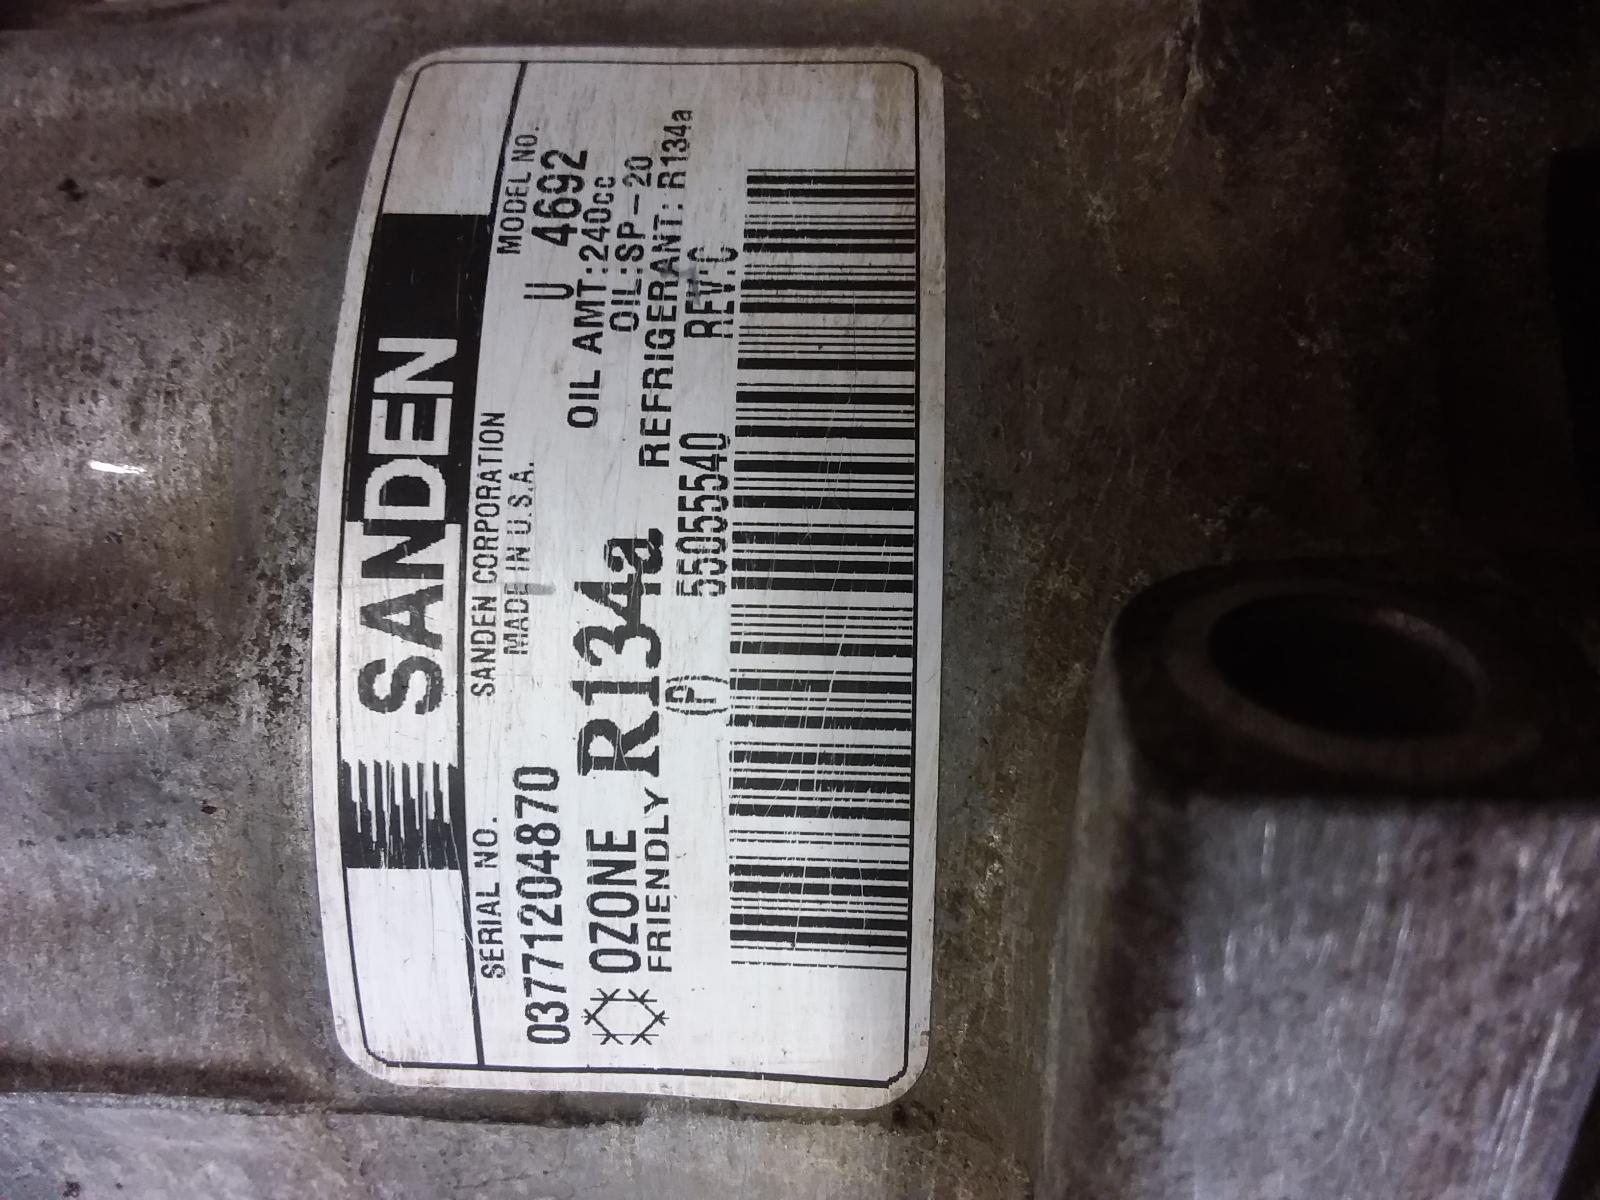 SANDEN
SERIAL NO.
SANDEN CORPORATION
MADE IN U.S.A.
MODEL NO.
03771204870
U 4692
OZONE
FRIENDLY
R134a
OIL AMT:240cc
OIL:SP-20
REFRIGERANT:R134a
(P)
55055540
REV:C